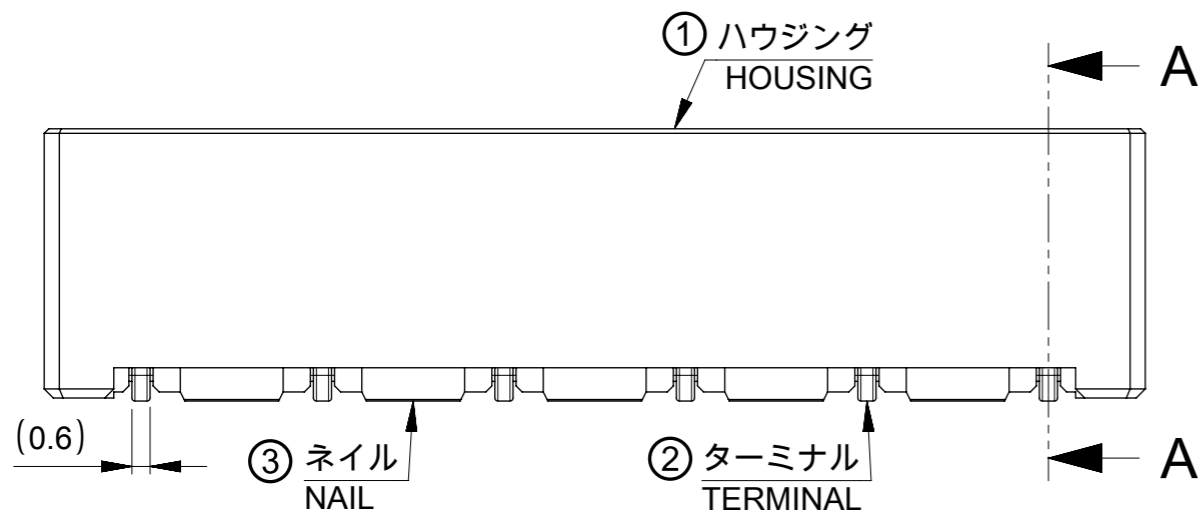 ① ハウジング
HOUSING
A
(0.6)
③ ネイル
NAIL
② ターミナル
TERMINAL
A